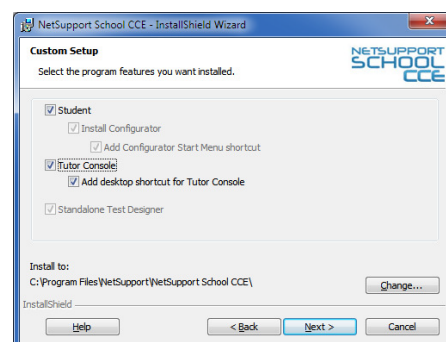 NetSupport School CCE - InstallShield Wizard
Custom Setup
Select the program features you want installed.
NETSUPPORT
SCHOOL
CCE
Student
Install Configurator
Add Configurator Start Menu shortcut
Tutor Console
Add desktop shortcut for Tutor Console
Standalone Test Designer
Install to:
C:\Program Files\NetSupport\NetSupport School CCE\
Change...
InstallShield
Help
< Back
Next >
Cancel